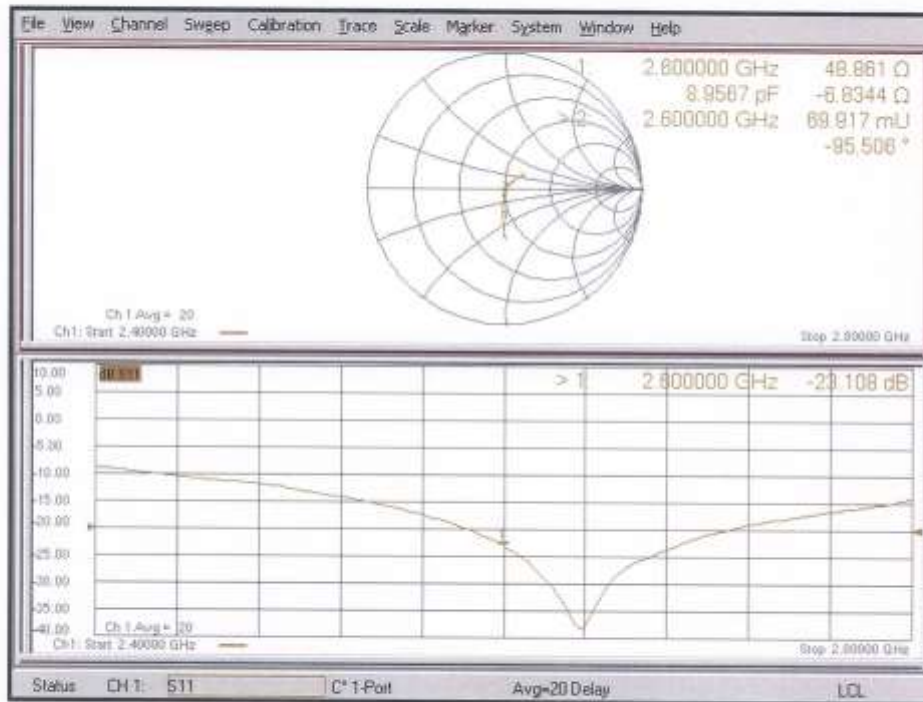 File View Channel Sweep Calibration Trace Scale Marker System Window Help
1 2.600000 GHz 48.861 Ω
8.9567 pF -6.8344 Ω
> 2 2.600000 GHz 69.917 mU
-95.506 °
Ch 1 Avg = 20
Ch1: Start 2.40000 GHz
Stop 2.80000 GHz
10.00
> 1 2.600000 GHz -23.108 dB
5.00
0.00
-5.00
-10.00
-15.00
-20.00
-25.00
-30.00
-35.00
-40.00
Ch 1 Avg = 20
Ch1: Start 2.40000 GHz
Stop 2.80000 GHz
Status CH 1: S11 C* 1-Port Avg=20 Delay LCL